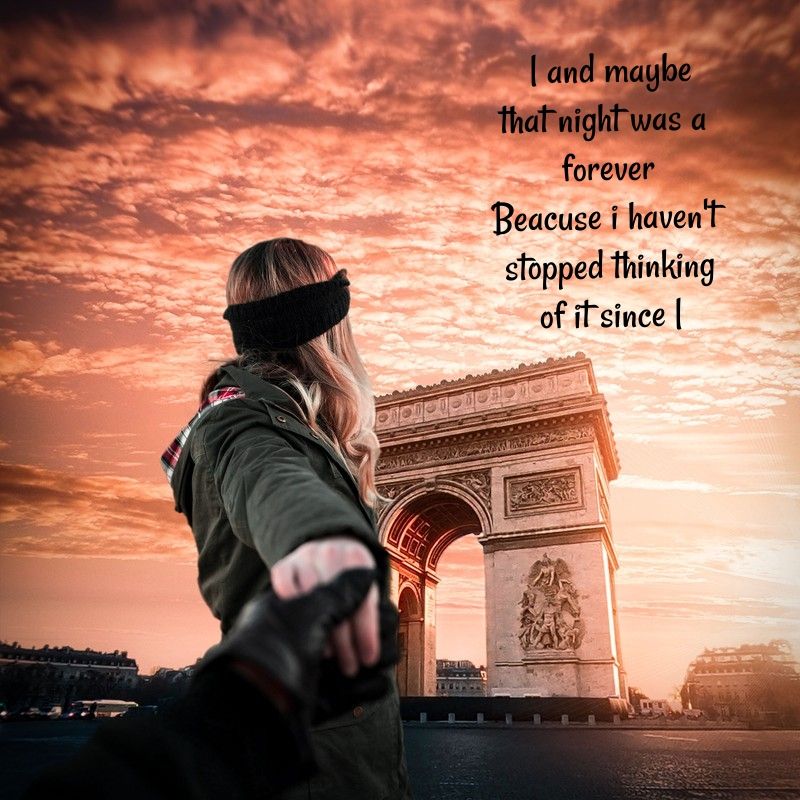 I and maybe
that night was a
forever
Beacuse i haven't
stopped thinking
of it since I